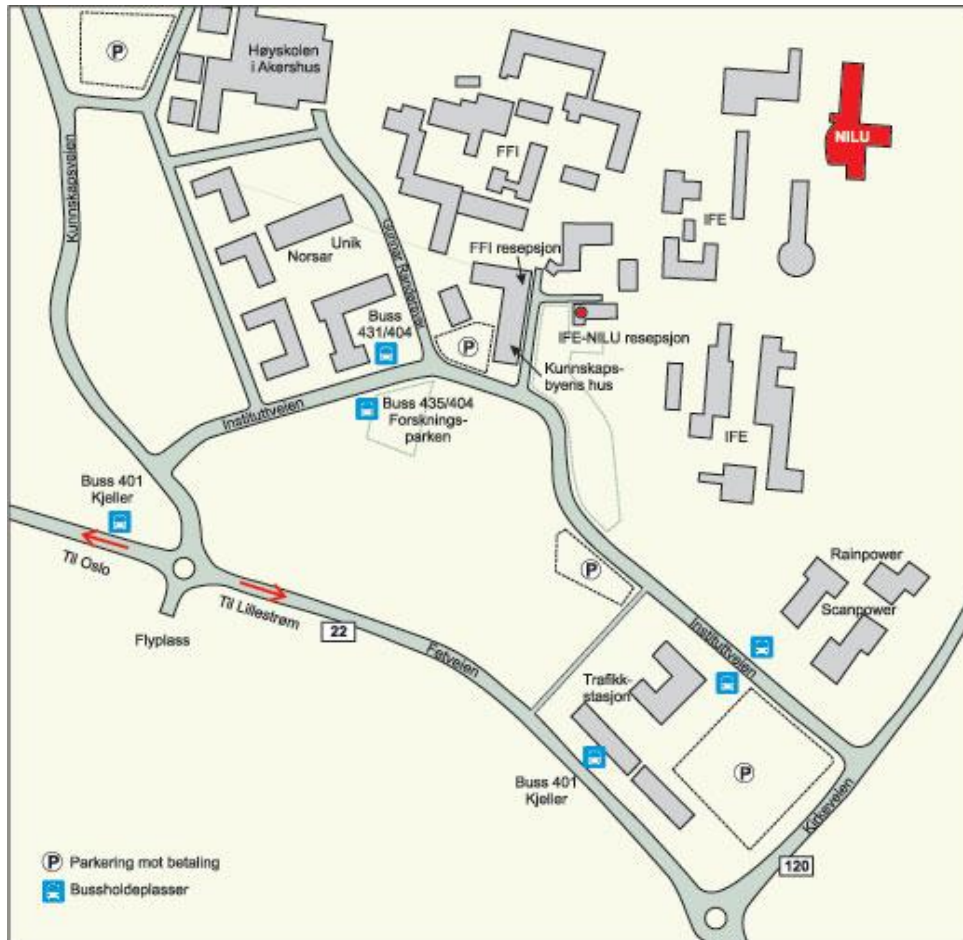 P
Høyskolen
i Akershus
NILU
FFI
Kunnskapsveien
IFE
Unik
Norsar
Gunnar Randersvei
FFI resepsjon
Buss
431/404
P
IFE-NILU resepsjon
Kunnskaps-
byens hus
Instituttveien
Buss 435/404
Forsknings-
parken
IFE
Buss 401
Kjeller
Til Oslo
P
Rainpower
Scanpower
Til Lillestrøm
22
Flyplass
Fetveien
Instituttveien
Trafikk-
stasjon
P
Buss 401
Kjeller
Kirkeveien
120
P Parkering mot betaling
Bussholdeplasser